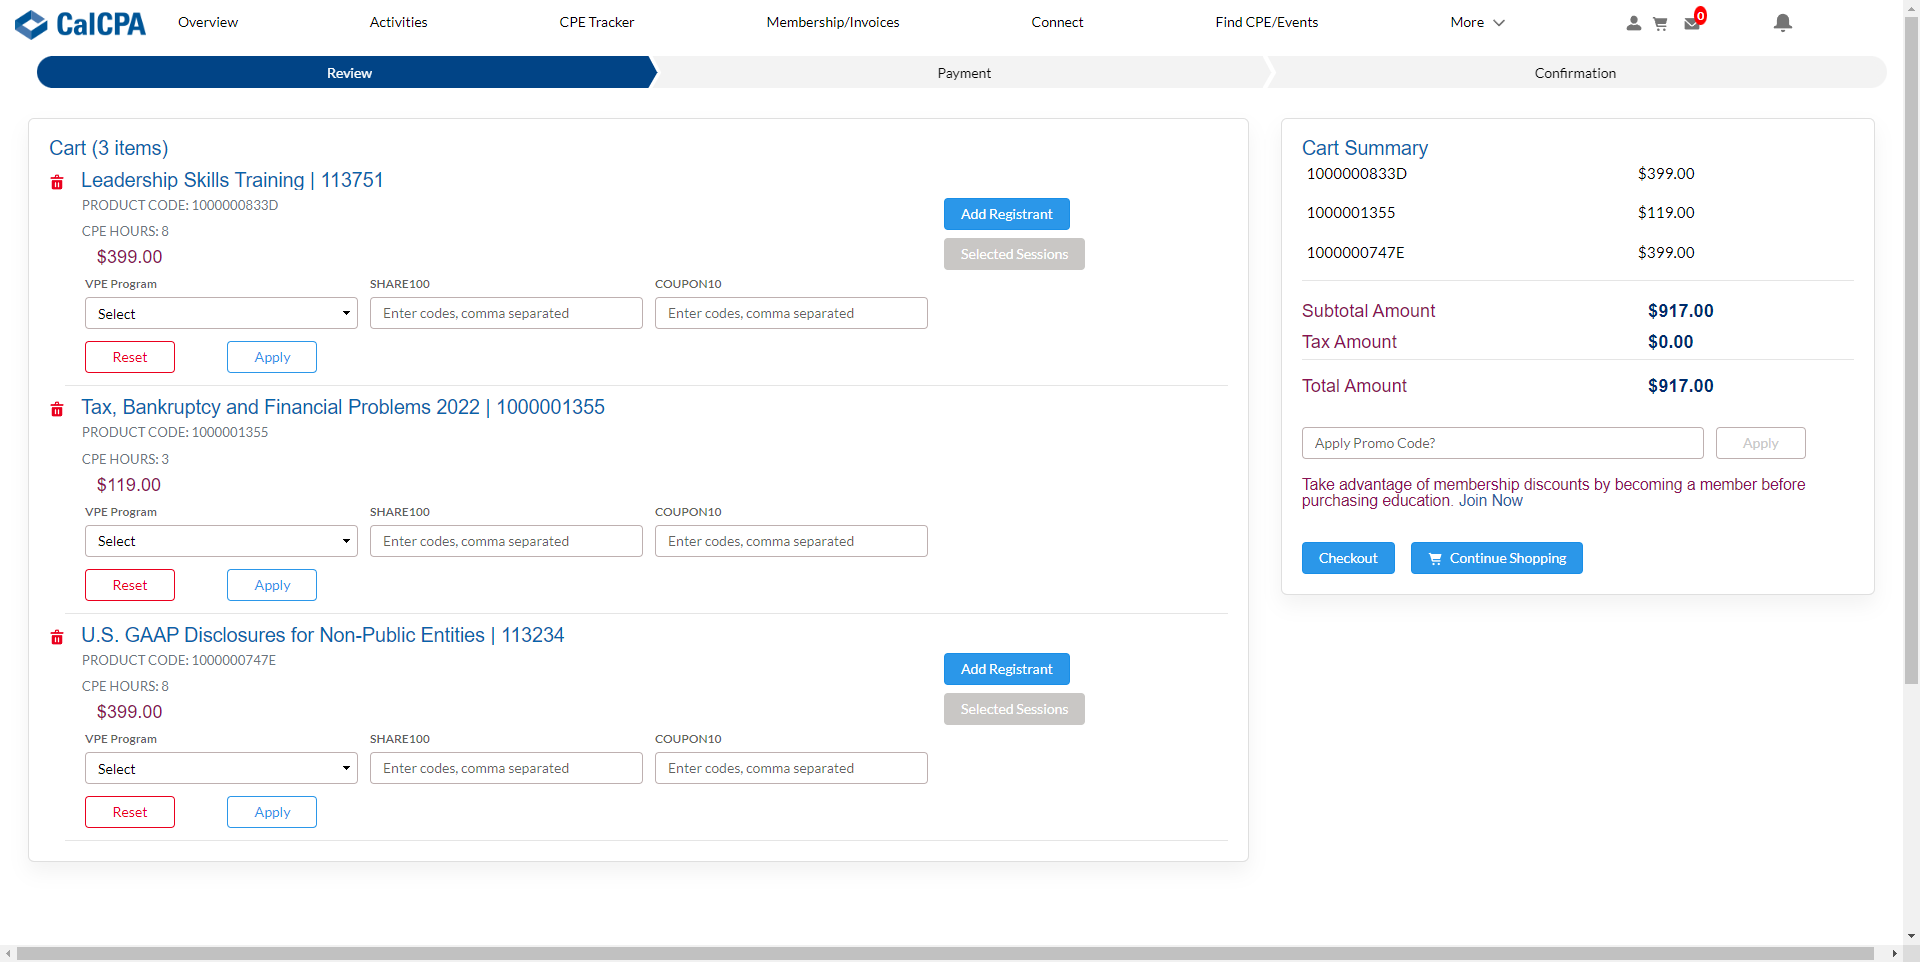 CalCPA
Overview
Activities
CPE Tracker
Membership/Invoices
Connect
Find CPE/Events
More
0
Review
Payment
Confirmation
Cart (3 items)
Leadership Skills Training | 113751
PRODUCT CODE: 1000000833D
CPE HOURS: 8
$399.00
Add Registrant
Selected Sessions
VPE Program
SHARE100
COUPON10
Select
Enter codes, comma separated
Enter codes, comma separated
Reset
Apply
Tax, Bankruptcy and Financial Problems 2022 | 1000001355
PRODUCT CODE: 1000001355
CPE HOURS: 3
$119.00
VPE Program
SHARE100
COUPON10
Select
Enter codes, comma separated
Enter codes, comma separated
Reset
Apply
U.S. GAAP Disclosures for Non-Public Entities | 113234
PRODUCT CODE: 1000000747E
CPE HOURS: 8
$399.00
Add Registrant
Selected Sessions
VPE Program
SHARE100
COUPON10
Select
Enter codes, comma separated
Enter codes, comma separated
Reset
Apply
Cart Summary
1000000833D $399.00
1000001355 $119.00
1000000747E $399.00
Subtotal Amount $917.00
Tax Amount $0.00
Total Amount $917.00
Apply Promo Code?
Apply
Take advantage of membership discounts by becoming a member before
purchasing education. Join Now
Checkout
Continue Shopping